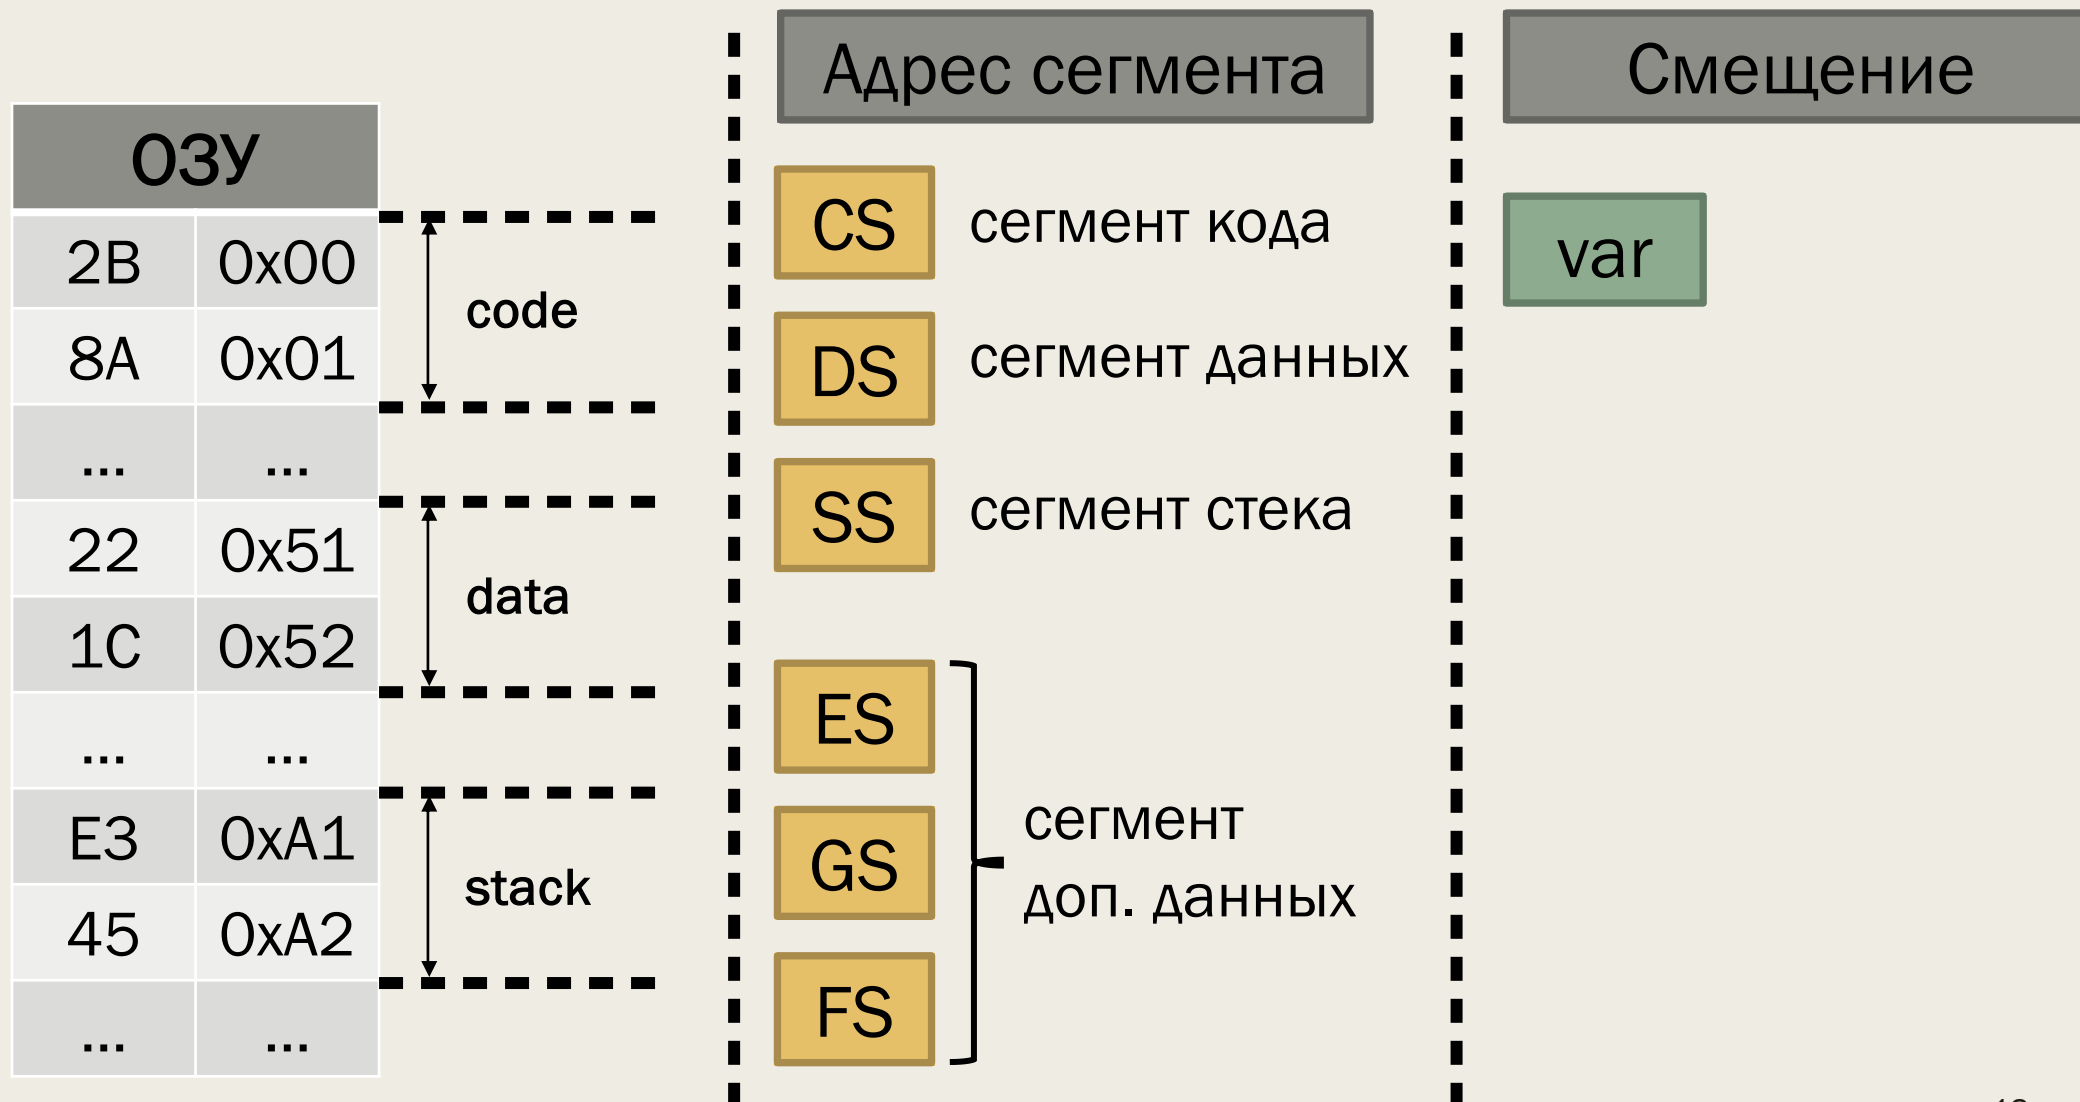 ОЗУ
2B 0x00
8A 0x01
... ...
22 0x51
1C 0x52
... ...
E3 0xA1
45 0xA2
... ...
code
data
stack
Адрес сегмента
CS сегмент кода
DS сегмент данных
SS сегмент стека
ES
GS
FS
сегмент
доп. данных
Смещение
var